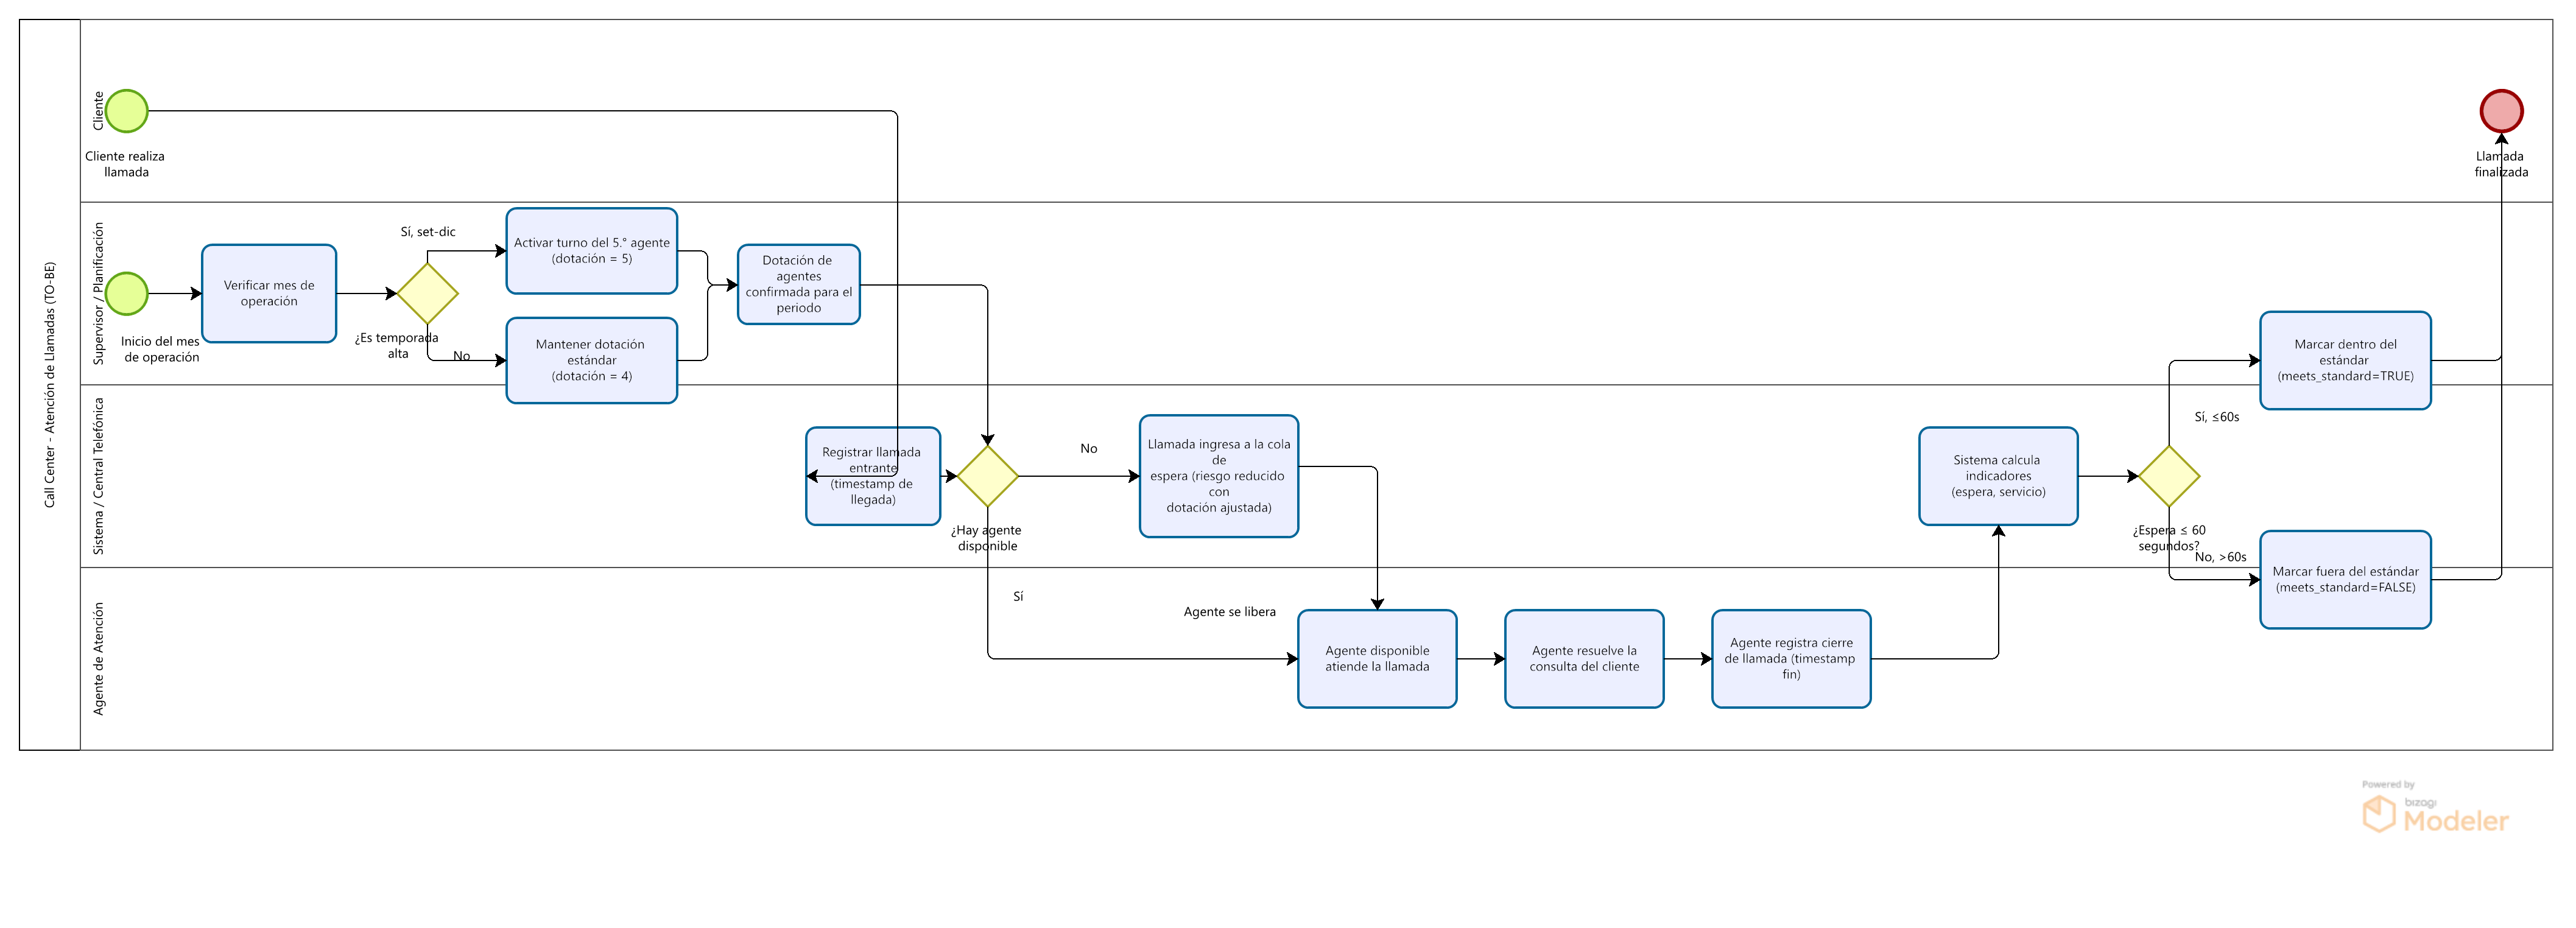 Call Center - Atención de Llamadas (TO-BE)
Cliente
Cliente realiza
llamada
Llamada
finalizada
Supervisor / Planificación
Inicio del mes
de operación
Verificar mes de
operación
¿Es temporada
alta
Sí, set-dic
No
Activar turno del 5.° agente
(dotación = 5)
Mantener dotación
estándar
(dotación = 4)
Dotación de
agentes
confirmada para el
periodo
Marcar dentro del
estándar
(meets_standard=TRUE)
Sistema / Central Telefónica
Registrar llamada
entrante
(timestamp de
llegada)
¿Hay agente
disponible
No
Sí
Llamada ingresa a la cola
de
espera (riesgo reducido
con
dotación ajustada)
Sistema calcula
indicadores
(espera, servicio)
¿Espera ≤ 60
segundos?
Sí, ≤60s
No, >60s
Marcar fuera del estándar
(meets_standard=FALSE)
Agente de Atención
Agente se libera
Agente disponible
atiende la llamada
Agente resuelve la
consulta del cliente
Agente registra cierre
de llamada (timestamp
fin)
Powered by
bizagi
Modeler